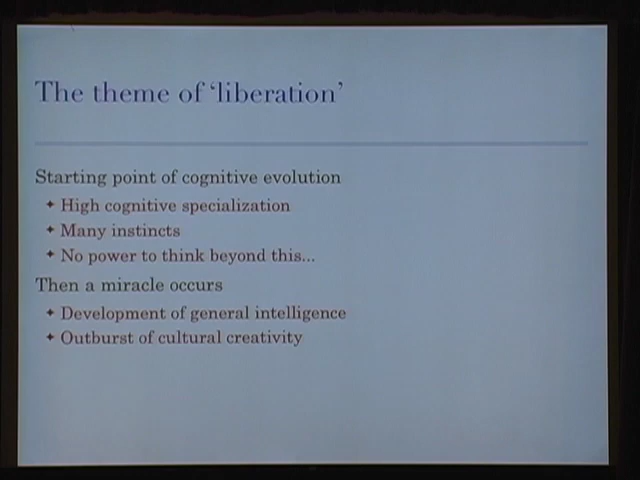 The theme of ‘liberation’
Starting point of cognitive evolution
✦ High cognitive specialization
✦ Many instincts
✦ No power to think beyond this...
Then a miracle occurs
✦ Development of general intelligence
✦ Outburst of cultural creativity